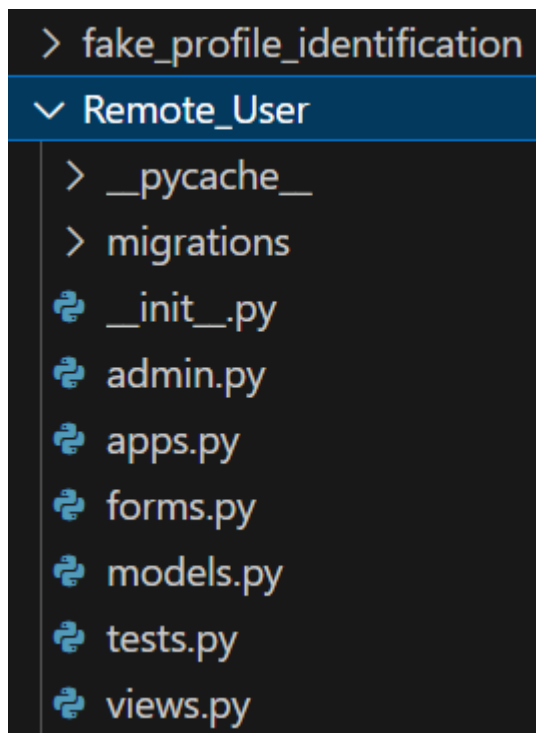 fake_profile_identification
Remote_User
__pycache__
migrations
__init__.py
admin.py
apps.py
forms.py
models.py
tests.py
views.py